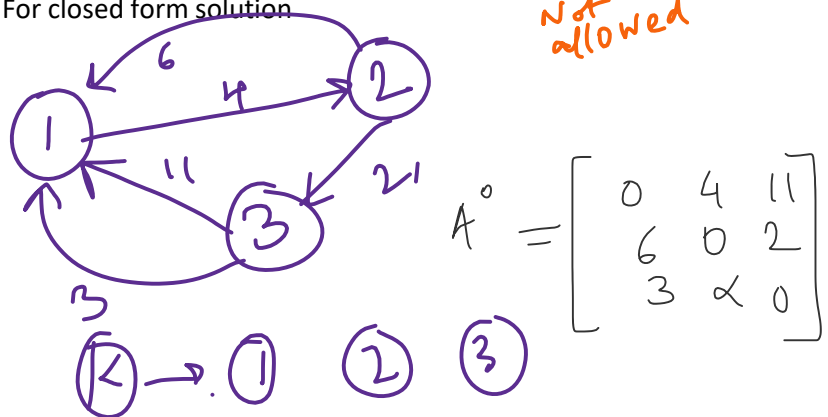 For closed form solution
Not
allowed
6
4
2
1
11
21
3
3
A° = [ 0 4 11
6 0 2
3 ∝ 0 ]
K → 1 2 3